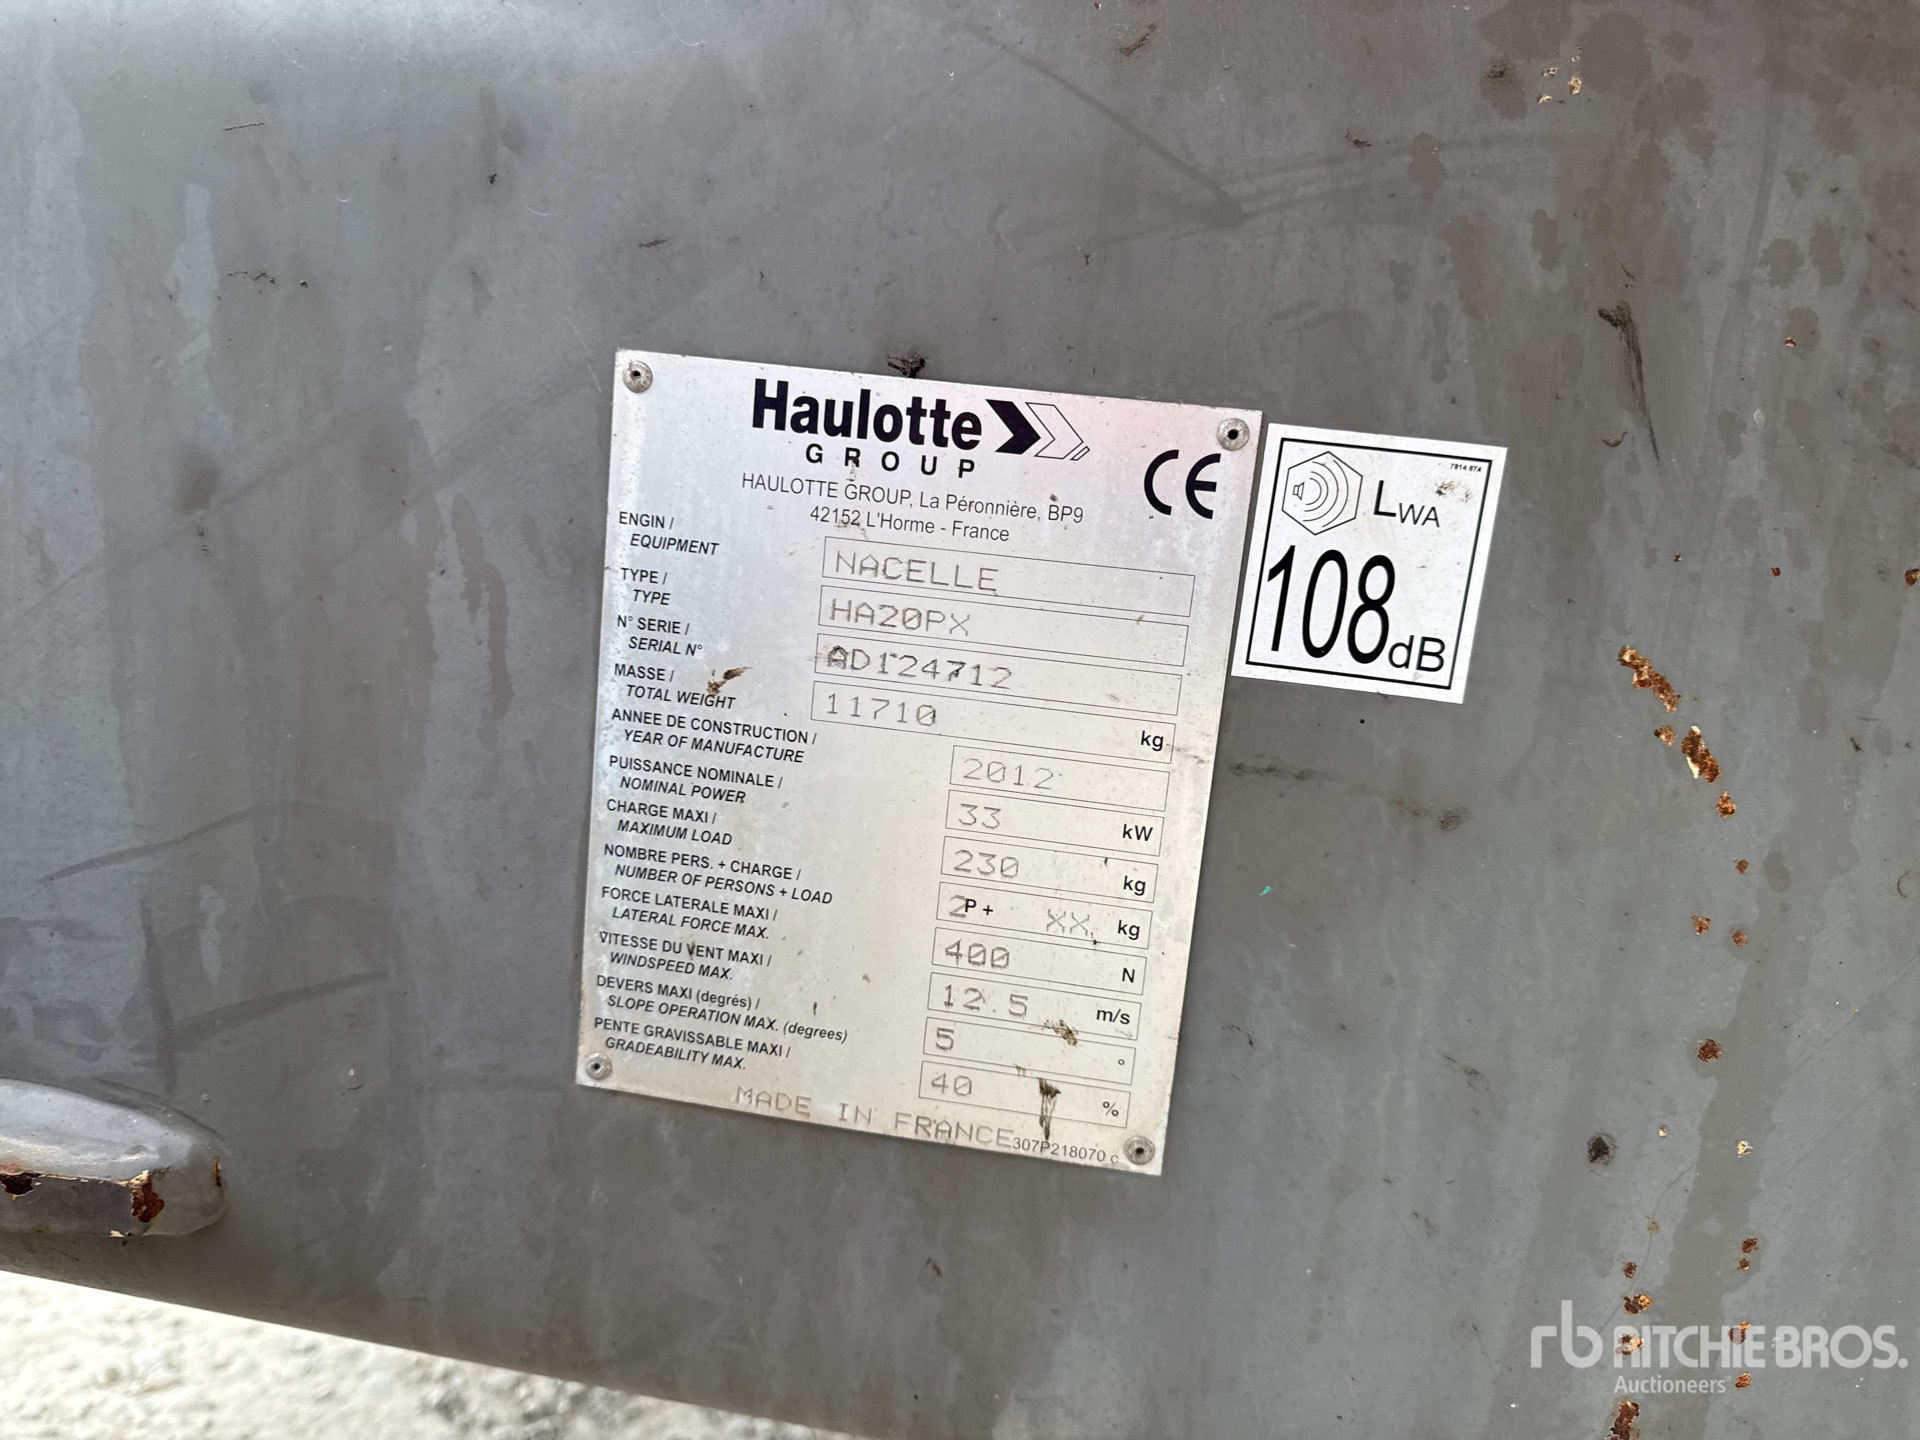 Haulotte
GROUP
CE
HAULOTTE GROUP, La Péronnière, BP9
42152 L'Horme - France
ENGIN /
EQUIPMENT
NACELLE
TYPE /
TYPE
HA20PX
N° SERIE /
SERIAL N°
AD124712
MASSE /
TOTAL WEIGHT
11710 kg
ANNEE DE CONSTRUCTION /
YEAR OF MANUFACTURE
2012
PUISSANCE NOMINALE /
NOMINAL POWER
33 kW
CHARGE MAXI /
MAXIMUM LOAD
230 kg
NOMBRE PERS. + CHARGE /
NUMBER OF PERSONS + LOAD
2P + XX. kg
FORCE LATERALE MAXI /
LATERAL FORCE MAX.
400 N
VITESSE DU VENT MAXI /
WINDSPEED MAX.
12.5 m/s
DEVERS MAXI (degrés) /
SLOPE OPERATION MAX. (degrees)
5 °
PENTE GRAVISSABLE MAXI /
GRADEABILITY MAX.
40 %
MADE IN FRANCE 307P218070 c
7814 874
LWA
108dB
rb RITCHIE BROS.
Auctioneers